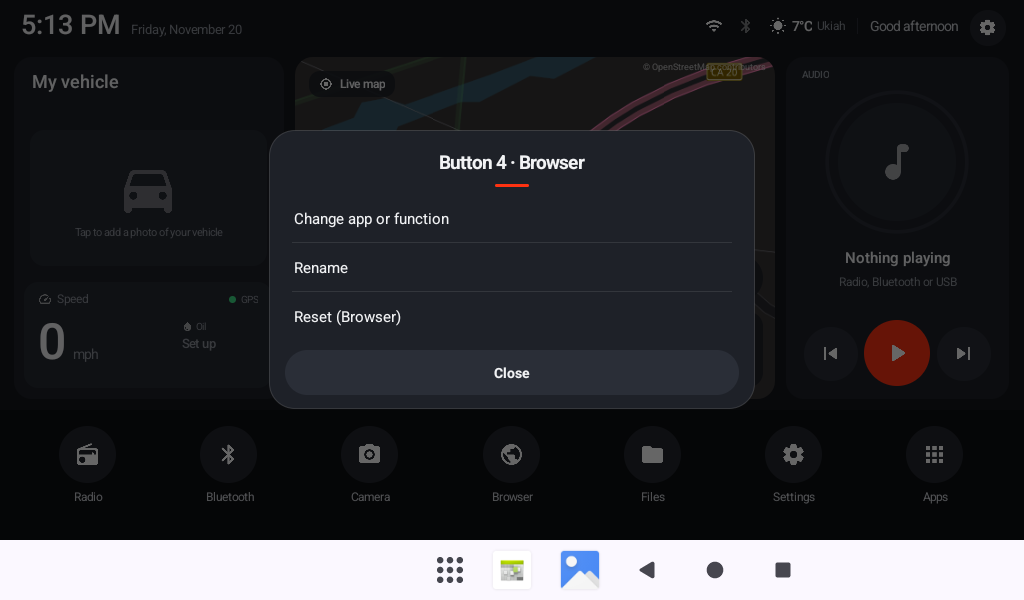 5:13 PM Friday, November 20
7°C Ukiah
Good afternoon
My vehicle
Tap to add a photo of your vehicle
Speed
GPS
0 mph
Oil
Set up
Live map
© OpenStreetMap contributors
CA 20
AUDIO
Nothing playing
Radio, Bluetooth or USB
Button 4 · Browser
Change app or function
Rename
Reset (Browser)
Close
Radio
Bluetooth
Camera
Browser
Files
Settings
Apps